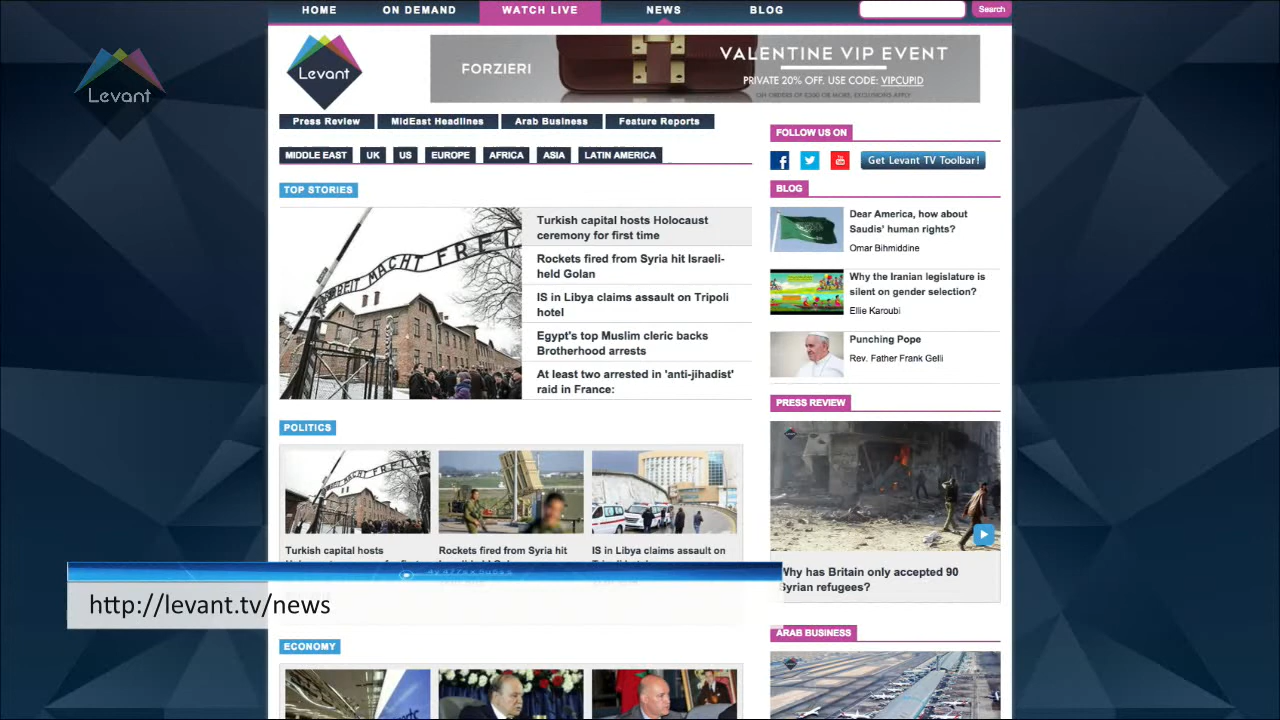 HOME
ON DEMAND
WATCH LIVE
NEWS
BLOG
Search
Levant
Levant
FORZIERI
VALENTINE VIP EVENT
PRIVATE 20% OFF. USE CODE: VIPCUPID
Press Review
MidEast Headlines
Arab Business
Feature Reports
MIDDLE EAST
UK
US
EUROPE
AFRICA
ASIA
LATIN AMERICA
FOLLOW US ON
Get Levant TV Toolbar!
TOP STORIES
ARBEIT MACHT FREI
Turkish capital hosts Holocaust
ceremony for first time
Rockets fired from Syria hit Israeli-
held Golan
IS in Libya claims assault on Tripoli
hotel
Egypt's top Muslim cleric backs
Brotherhood arrests
At least two arrested in 'anti-jihadist'
raid in France:
BLOG
Dear America, how about
Saudis' human rights?
Omar Bihmiddine
Why the Iranian legislature is
silent on gender selection?
Ellie Karoubi
Punching Pope
Rev. Father Frank Gelli
POLITICS
Turkish capital hosts
Rockets fired from Syria hit
IS in Libya claims assault on
PRESS REVIEW
Why has Britain only accepted 90
Syrian refugees?
http://levant.tv/news
ECONOMY
ARAB BUSINESS